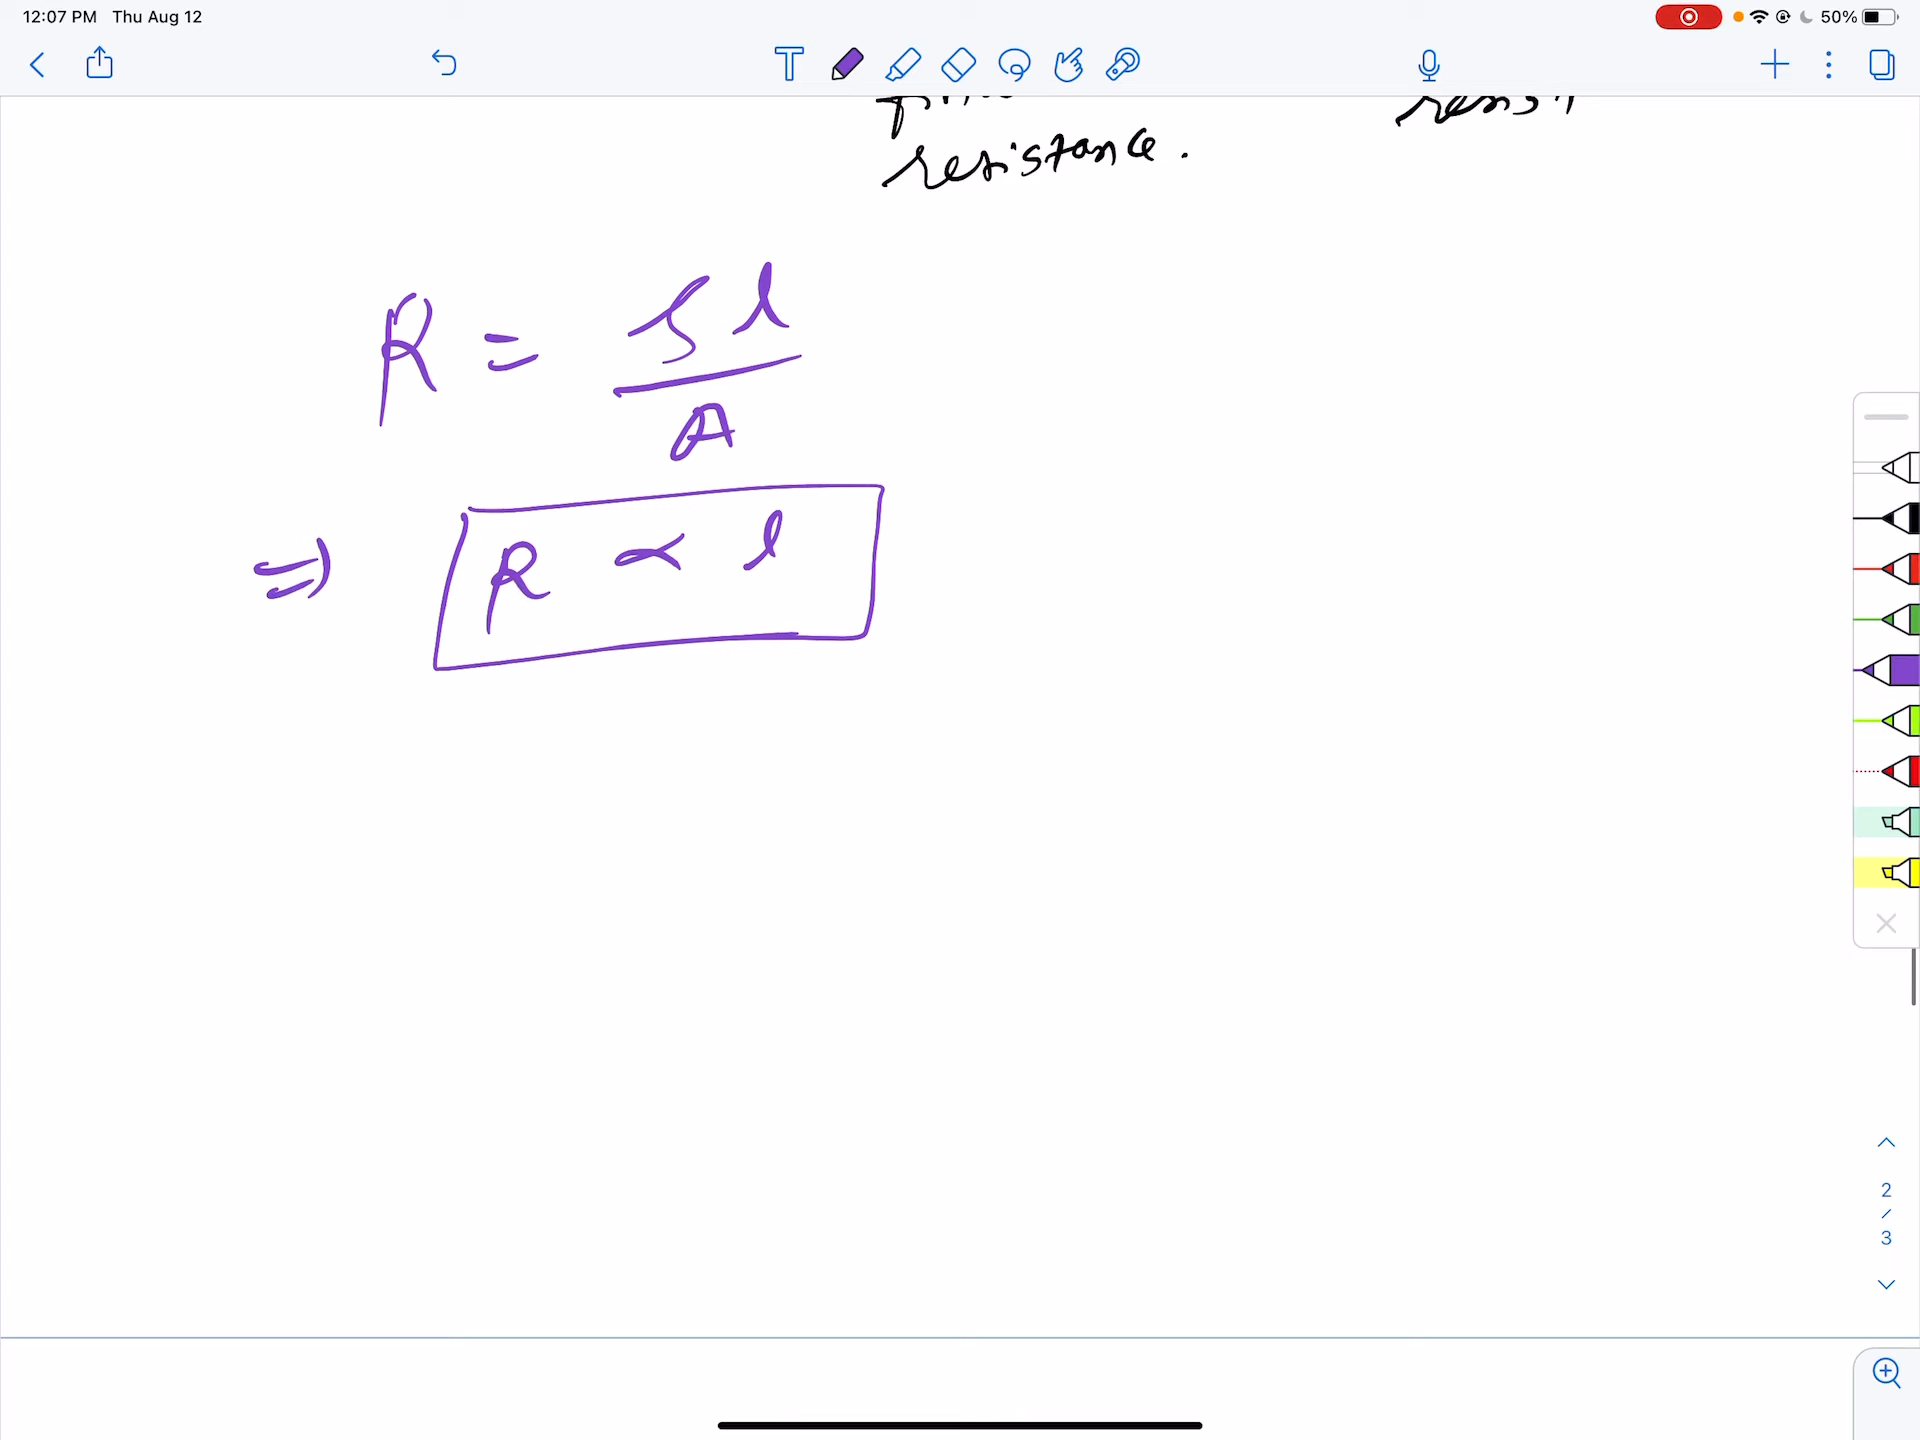 12:07 PM Thu Aug 12
50%
resistance.
R = ρl/A
⇒ R ∝ l
2
/
3